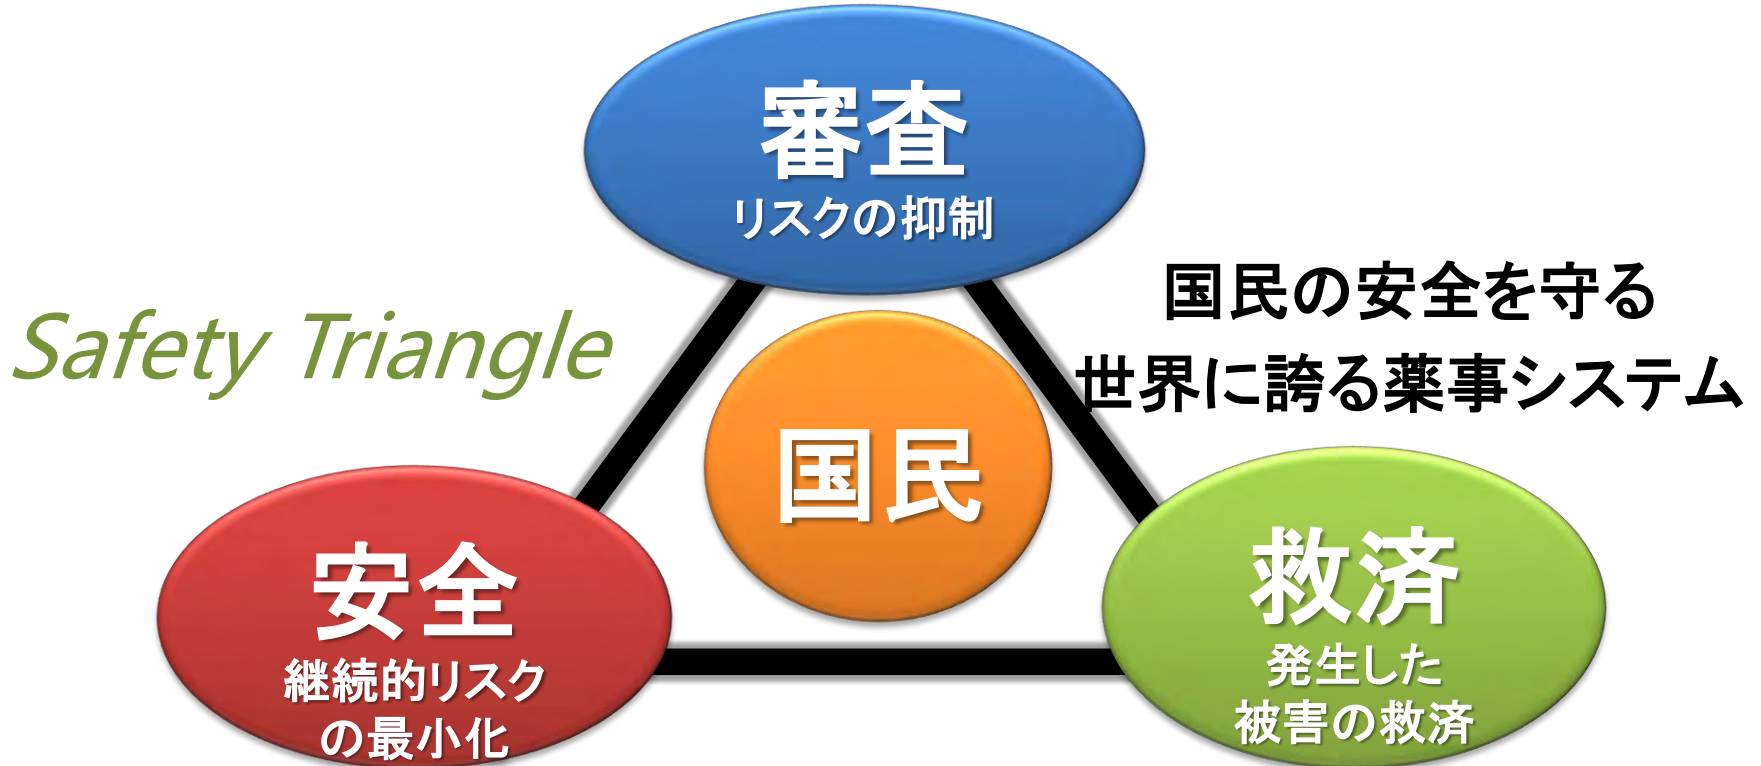 審査
リスクの抑制
Safety Triangle
国民の安全を守る
世界に誇る薬事システム
国民
安全
継続的リスク
の最小化
救済
発生した
被害の救済